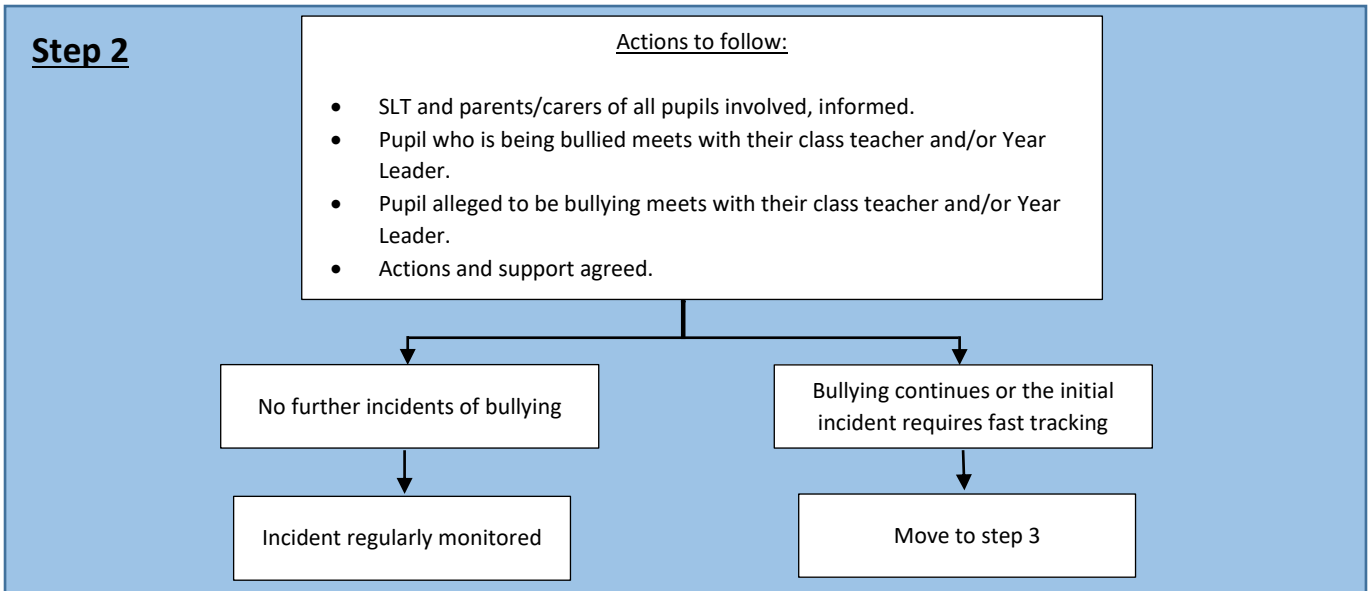 Step 2
Actions to follow:
• SLT and parents/carers of all pupils involved, informed.
• Pupil who is being bullied meets with their class teacher and/or Year
Leader.
• Pupil alleged to be bullying meets with their class teacher and/or Year
Leader.
• Actions and support agreed.
No further incidents of bullying
Bullying continues or the initial
incident requires fast tracking
Incident regularly monitored
Move to step 3